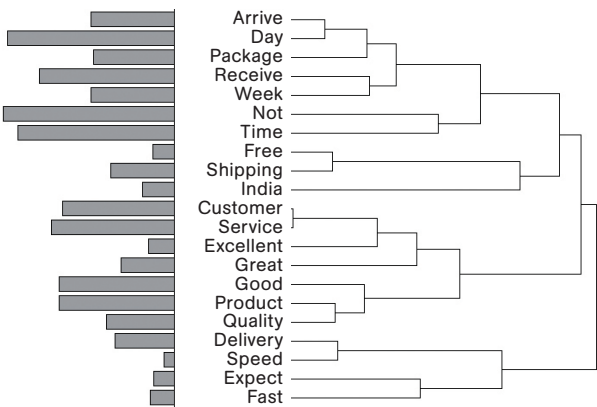 Arrive
Day
Package
Receive
Week
Not
Time
Free
Shipping
India
Customer
Service
Excellent
Great
Good
Product
Quality
Delivery
Speed
Expect
Fast